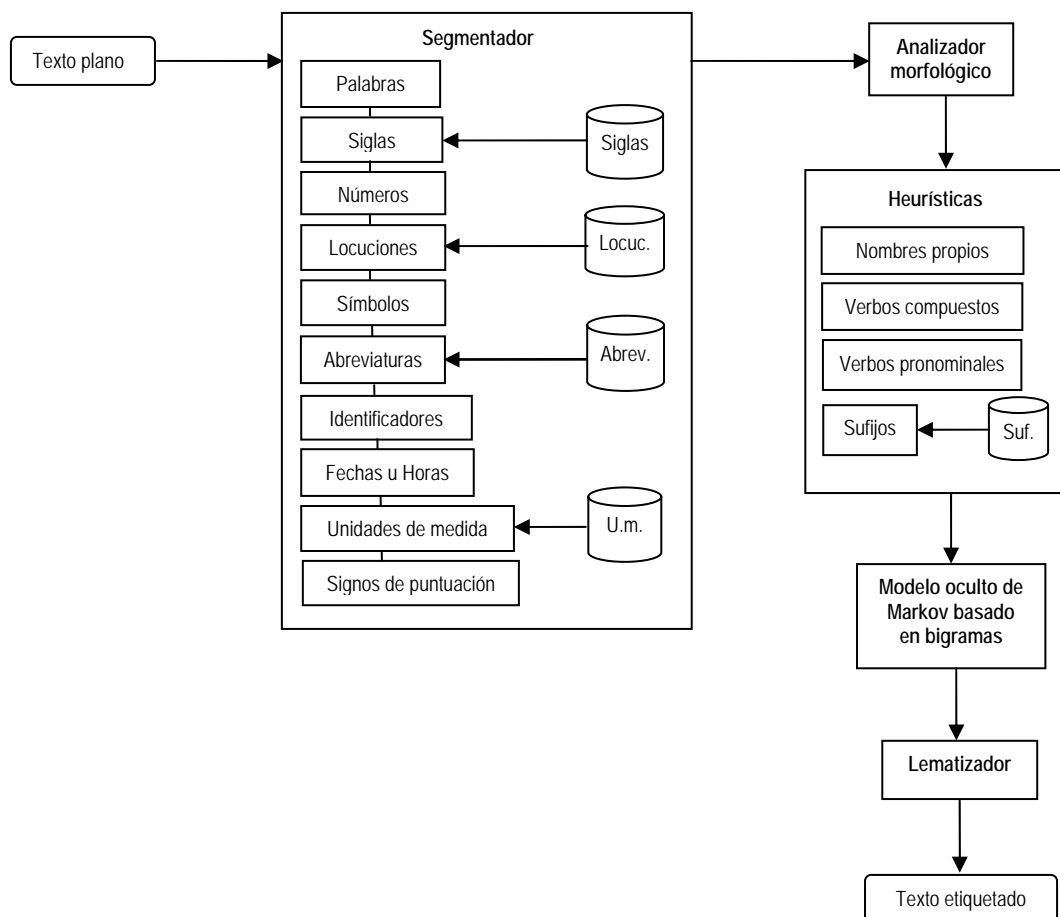 Texto plano
Segmentador
Palabras
Siglas
Siglas
Números
Locuciones
Locuc.
Símbolos
Abreviaturas
Abrev.
Identificadores
Fechas u Horas
Unidades de medida
U.m.
Signos de puntuación
Analizador
morfológico
Heurísticas
Nombres propios
Verbos compuestos
Verbos pronominales
Sufijos
Suf.
Modelo oculto de
Markov basado
en bigramas
Lematizador
Texto etiquetado